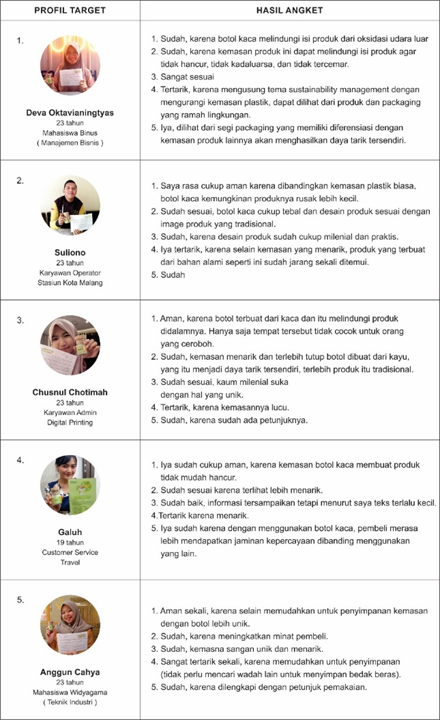 PROFIL TARGET
HASIL ANGKET
1.
Deva Oktavianingtyas
23 tahun
Mahasiswa Binus
( Manajemen Bisnis )
1. Sudah, karena botol kaca melindungi isi produk dari oksidasi udara luar
2. Sudah, karena kemasan produk ini dapat melindungi isi produk agar
tidak hancur, tidak kadaluarsa, dan tidak tercemar.
3. Sangat sesuai
4. Tertarik, karena mengusung tema sustainability management dengan
mengurangi kemasan plastik, dapat dilihat dari produk dan packaging
yang ramah lingkungan.
5. Iya, dilihat dari segi packaging yang memiliki diferensiasi dengan
kemasan produk lainnya akan menghasilkan daya tarik tersendiri.
2.
Suliono
23 tahun
Karyawan Operator
Stasiun Kota Malang
1. Saya rasa cukup aman karena dibandingkan kemasan plastik biasa,
botol kaca kemungkinan produknya rusak lebih kecil.
2. Sudah sesuai, botol kaca cukup tebal dan desain produk sesuai dengan
image produk yang tradisional.
3. Sudah, karena desain produk sudah cukup milenial dan praktis.
4. Iya tertarik, karena selain kemasan yang menarik, produk yang terbuat
dari bahan alami seperti ini sudah jarang sekali ditemui.
5. Sudah
3.
Chusnul Chotimah
23 tahun
Karyawan Admin
Digital Printing
1. Aman, karena botol terbuat dari kaca dan itu melindungi produk
didalamnya. Hanya saja tempat tersebut tidak cocok untuk orang
yang ceroboh.
2. Sudah, kemasan menarik dan terlebih tutup botol dibuat dari kayu,
yang itu menjadi daya tarik tersendiri, terlebih produk itu tradisional.
3. Sudah sesuai, kaum milenial suka
dengan hal yang unik.
4. Tertarik, karena kemasannya lucu.
5. Sudah, karena sudah ada petunjuknya.
4.
Galuh
19 tahun
Customer Service
Travel
1. Iya sudah cukup aman, karena kemasan botol kaca membuat produk
tidak mudah hancur.
2. Sudah sesuai karena terlihat lebih menarik.
3. Sudah baik, informasi tersampaikan tetapi menurut saya teks terlalu kecil.
4.Tertarik karena menarik.
5. Iya sudah karena dengan menggunakan botol kaca, pembeli merasa
lebih mendapatkan jaminan kepercayaan dibanding menggunakan
yang lain.
5.
Anggun Cahya
23 tahun
Mahasiswa Widyagama
( Teknik Industri )
1. Aman sekali, karena selain memudahkan untuk penyimpanan kemasan
dengan botol lebih unik.
2. Sudah, karena meningkatkan minat pembeli.
3. Sudah, kemasna sangan unik dan menarik.
4. Sangat tertarik sekali, karena memudahkan untuk penyimpanan
(tidak perlu mencari wadah lain untuk menyimpan bedak beras).
5. Sudah, karena dilengkapi dengan petunjuk pemakaian.